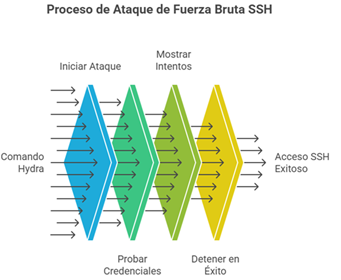 Proceso de Ataque de Fuerza Bruta SSH
Mostrar
Intentos
Iniciar Ataque
Comando
Hydra
Acceso SSH
Exitoso
Probar
Credenciales
Detener en
Éxito